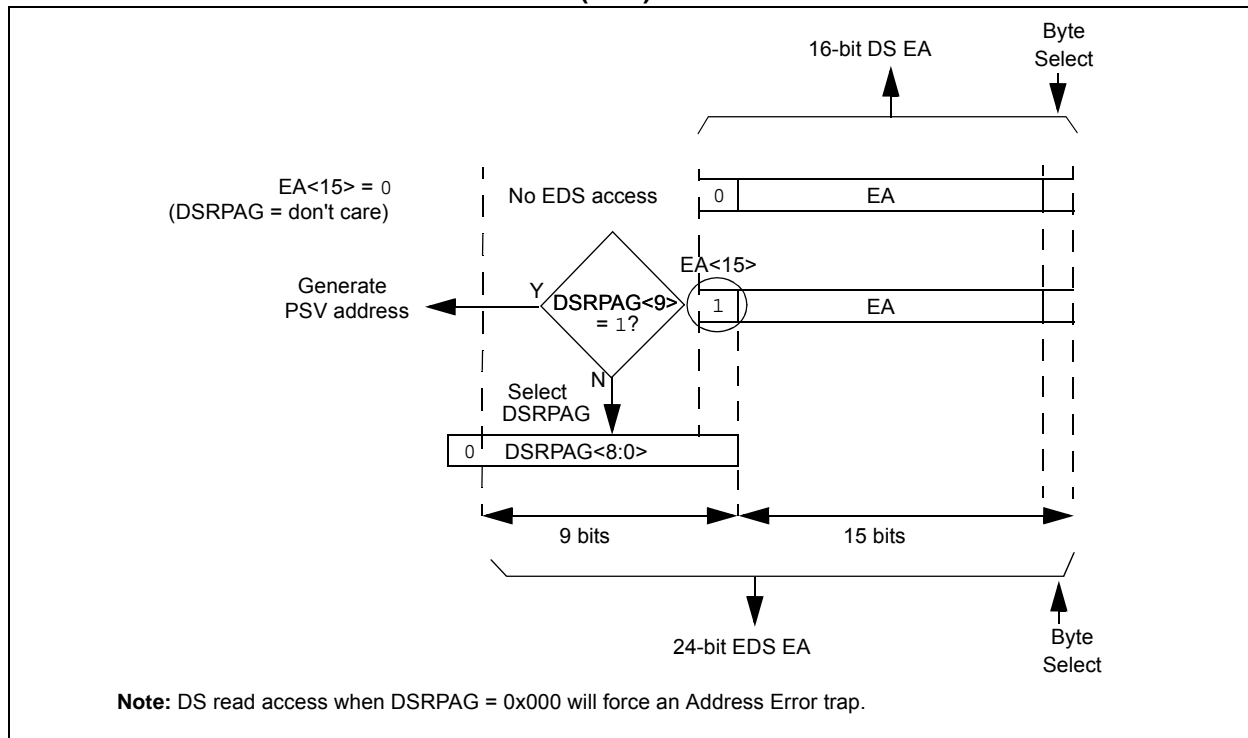 16-bit DS EA
Byte
Select
EA<15> = 0
(DSRPAG = don't care)
No EDS access
0
EA
EA<15>
Generate
PSV address
Y
DSRPAG<9>
= 1?
1
EA
N
Select
DSRPAG
0
DSRPAG<8:0>
9 bits
15 bits
24-bit EDS EA
Byte
Select
Note: DS read access when DSRPAG = 0x000 will force an Address Error trap.